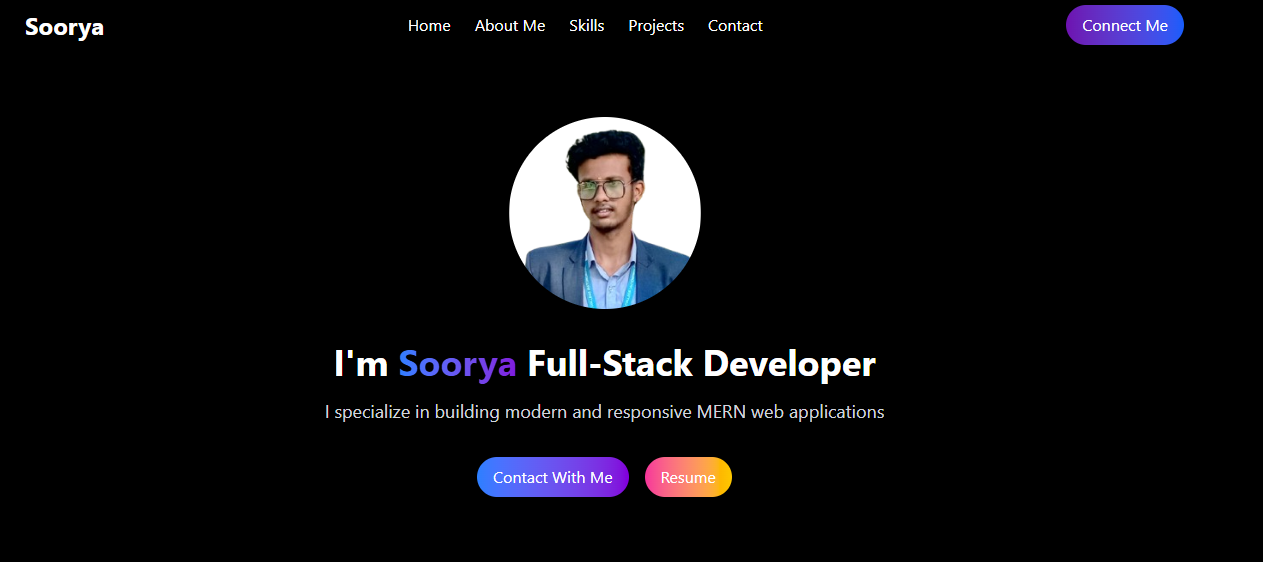 Soorya Home About Me Skills Projects Contact Connect Me
I'm Soorya Full-Stack Developer
I specialize in building modern and responsive MERN web applications
Contact With Me Resume